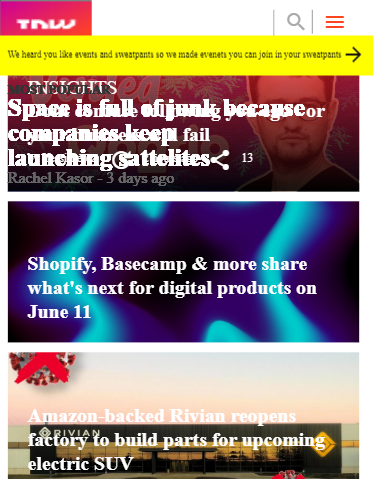 TNW
We heard you like events and sweatpants so we made evenets you can join in your sweatpants
INSIGHTS
Space is full of junk because
companies keep
launching sattelites
13
Rachel Kasor - 3 days ago
Shopify, Basecamp & more share
what's next for digital products on
June 11
Amazon-backed Rivian reopens
RIVIAN
factory to build parts for upcoming
electric SUV